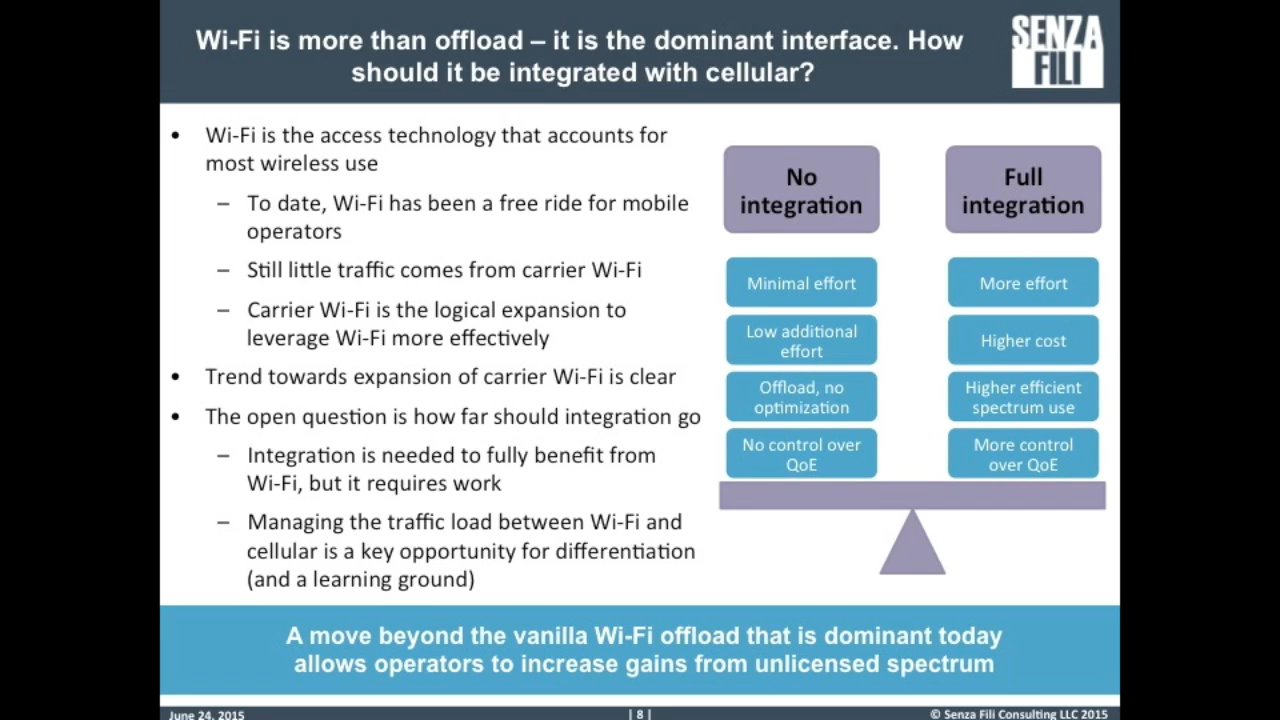 Wi-Fi is more than offload – it is the dominant interface. How
should it be integrated with cellular?
SENZA
FILI
• Wi-Fi is the access technology that accounts for
most wireless use
– To date, Wi-Fi has been a free ride for mobile
operators
– Still little traffic comes from carrier Wi-Fi
– Carrier Wi-Fi is the logical expansion to
leverage Wi-Fi more effectively
• Trend towards expansion of carrier Wi-Fi is clear
• The open question is how far should integration go
– Integration is needed to fully benefit from
Wi-Fi, but it requires work
– Managing the traffic load between Wi-Fi and
cellular is a key opportunity for differentiation
(and a learning ground)
No
integration
Minimal effort
Low additional
effort
Offload, no
optimization
No control over
QoE
Full
integration
More effort
Higher cost
Higher efficient
spectrum use
More control
over QoE
A move beyond the vanilla Wi-Fi offload that is dominant today
allows operators to increase gains from unlicensed spectrum
June 24, 2015
| 8 |
© Senza Fili Consulting LLC 2015